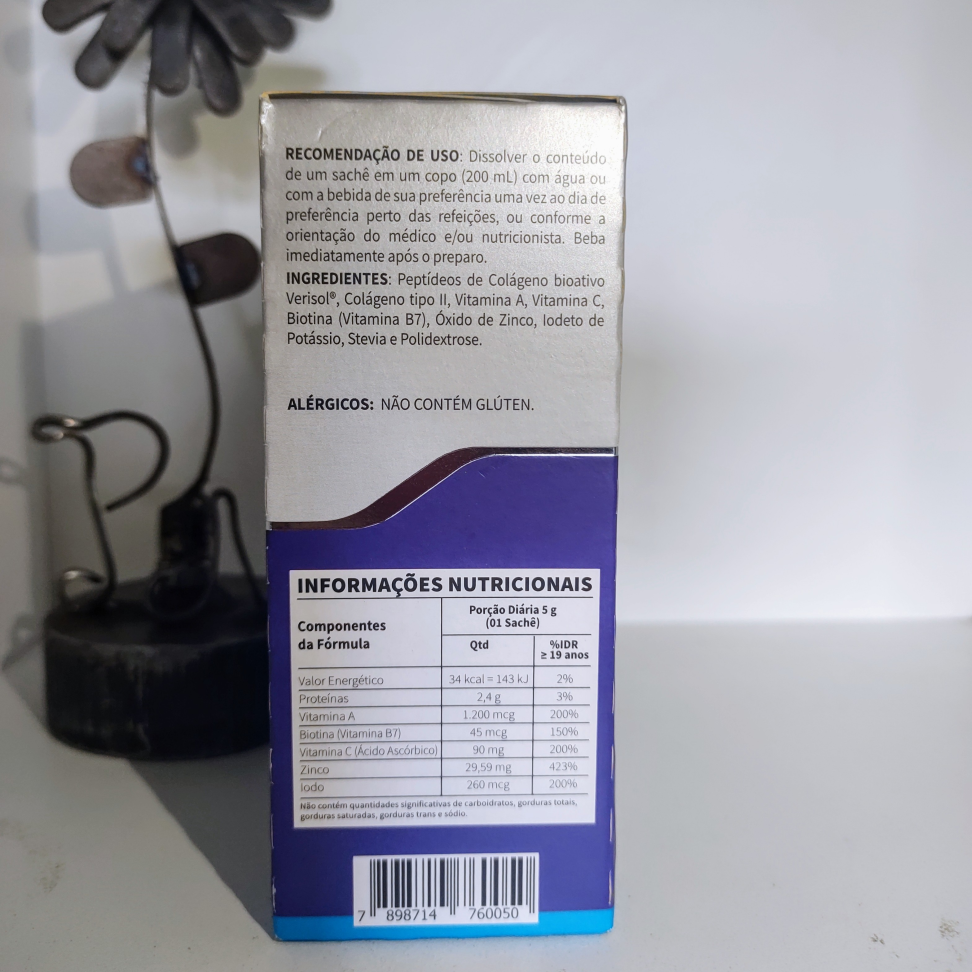 RECOMENDAÇÃO DE USO: Dissolver o conteúdo
de um sachê em um copo (200 mL) com água ou
com a bebida de sua preferência uma vez ao dia de
preferência perto das refeições, ou conforme a
orientação do médico e/ou nutricionista. Beba
imediatamente após o preparo.
INGREDIENTES: Peptídeos de Colágeno bioativo
Verisol®, Colágeno tipo II, Vitamina A, Vitamina C,
Biotina (Vitamina B7), Óxido de Zinco, Iodeto de
Potássio, Stevia e Polidextrose.
ALÉRGICOS: NÃO CONTÉM GLÚTEN.
INFORMAÇÕES NUTRICIONAIS
Componentes da Fórmula
Porção Diária 5 g
(01 Sachê)
Qtd %IDR
≥ 19 anos
Valor Energético 34 kcal = 143 kJ 2%
Proteínas 2,4 g 3%
Vitamina A 1.200 mcg 200%
Biotina (Vitamina B7) 45 mcg 150%
Vitamina C (Ácido Ascórbico) 90 mg 200%
Zinco 29,59 mg 423%
Iodo 260 mcg 200%
Não contém quantidades significativas de carboidratos, gorduras totais,
gorduras saturadas, gorduras trans e sódio.
7 898714 760050